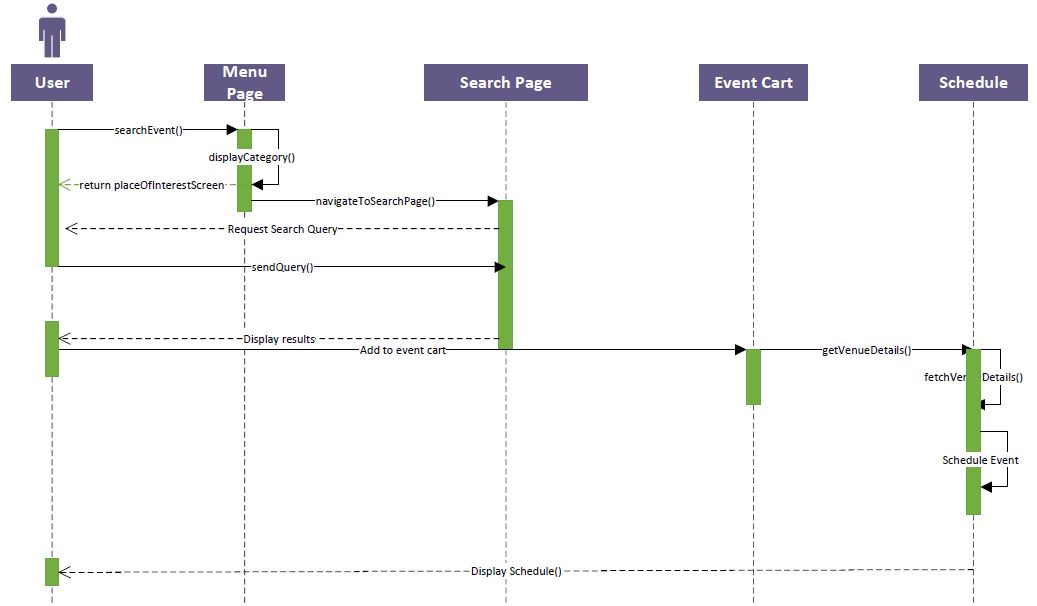 User
Menu
Page
Search Page
Event Cart
Schedule
searchEvent()
displayCategory()
return placeOfInterestScreen
navigateToSearchPage()
Request Search Query
sendQuery()
Display results
Add to event cart
getVenueDetails()
Details()
Schedule Event
Display Schedule()